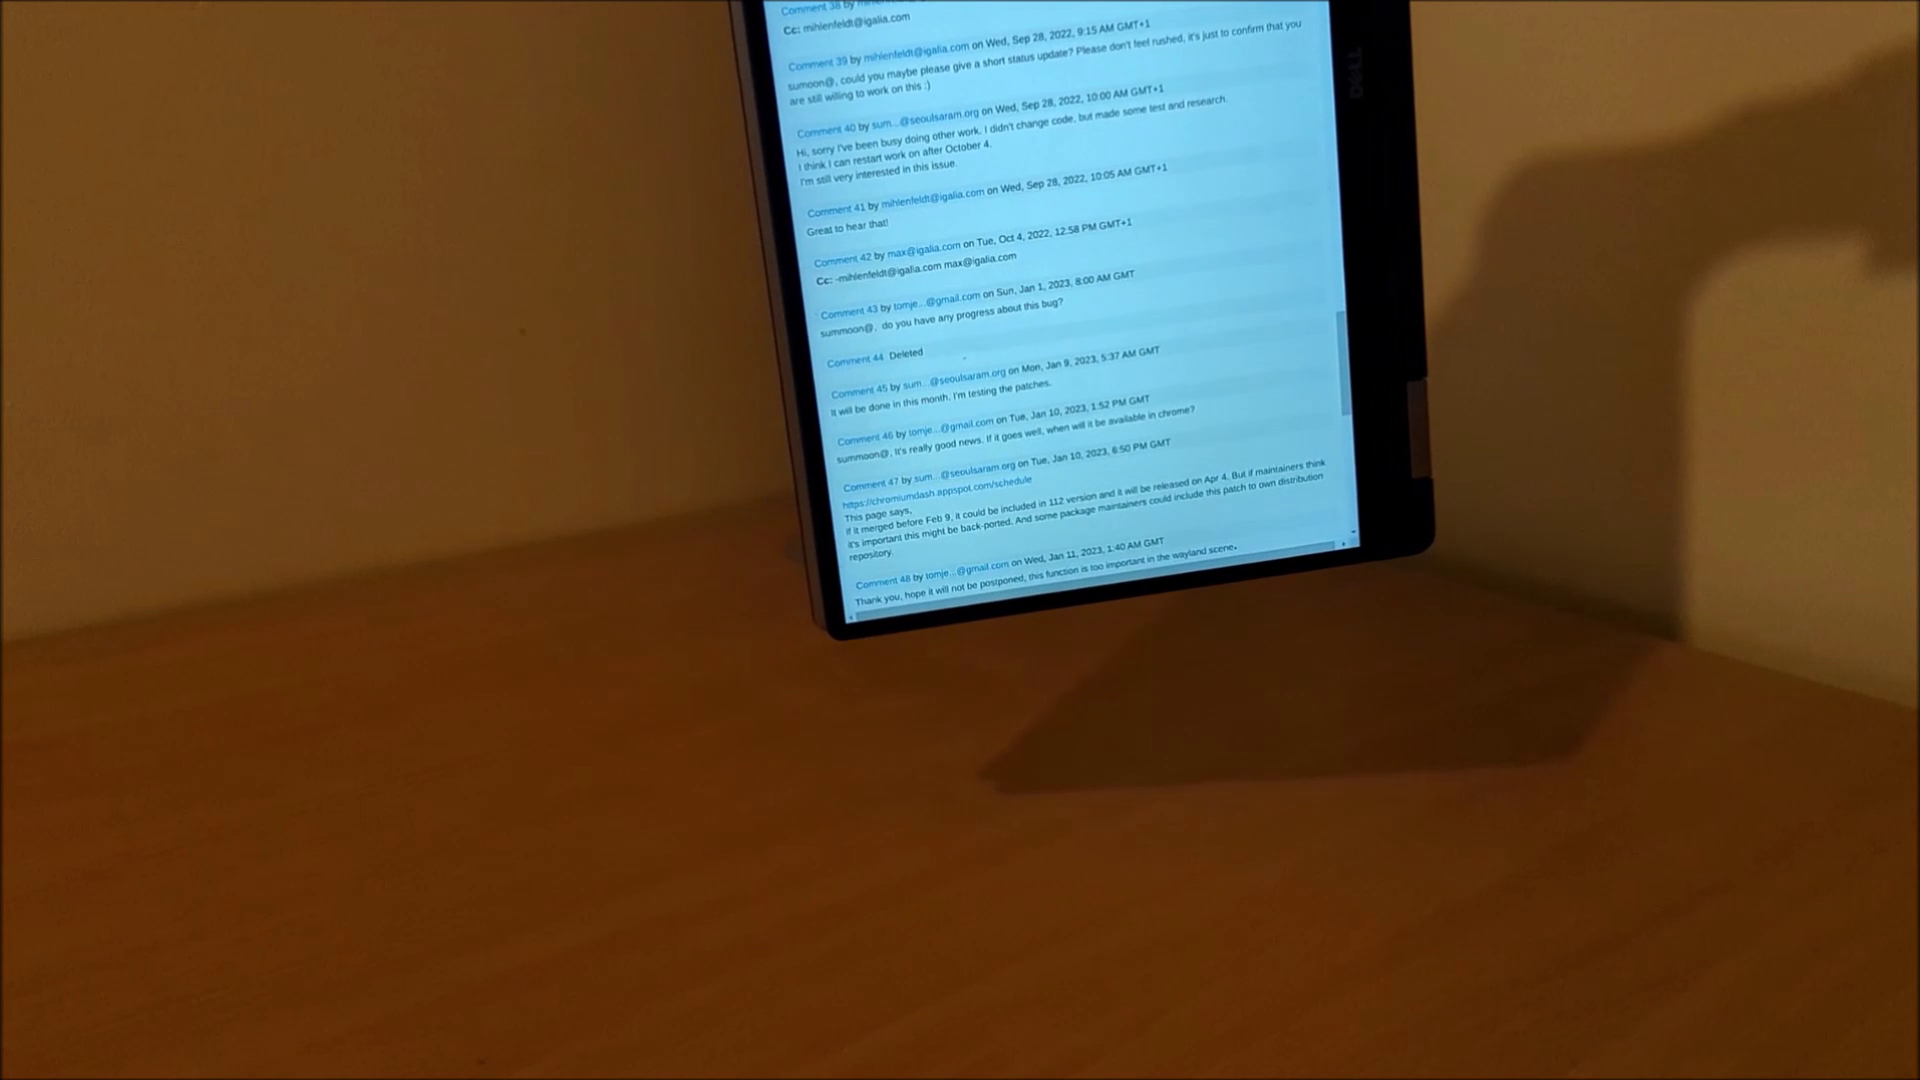 Comment 38 by
Cc: mihlenfeldt@igalia.com
Comment 39 by mihlenfeldt@igalia.com on Wed, Sep 28, 2022, 9:15 AM GMT+1
sumoon@, could you maybe please give a short status update? Please don't feel rushed, it's just to confirm that you
are still willing to work on this :)
Comment 40 by sum...@seoulsaram.org on Wed, Sep 28, 2022, 10:00 AM GMT+1
Hi, sorry I've been busy doing other work. I didn't change code, but made some test and research.
I think I can restart work on after October 4.
I'm still very interested in this issue.
Comment 41 by mihlenfeldt@igalia.com on Wed, Sep 28, 2022, 10:05 AM GMT+1
Great to hear that!
Comment 42 by max@igalia.com on Tue, Oct 4, 2022, 12:58 PM GMT+1
Cc: -mihlenfeldt@igalia.com max@igalia.com
Comment 43 by tomje...@gmail.com on Sun, Jan 1, 2023, 8:00 AM GMT
summoon@, do you have any progress about this bug?
Comment 44 Deleted
Comment 45 by sum...@seoulsaram.org on Mon, Jan 9, 2023, 5:37 AM GMT
It will be done in this month. I'm testing the patches.
Comment 46 by tomje...@gmail.com on Tue, Jan 10, 2023, 1:52 PM GMT
summoon@, It's really good news. If it goes well, when will it be available in chrome?
Comment 47 by sum...@seoulsaram.org on Tue, Jan 10, 2023, 6:50 PM GMT
https://chromiumdash.appspot.com/schedule
This page says,
if it merged before Feb 9, it could be included in 112 version and it will be released on Apr 4. But if maintainers think
it's important this might be back-ported. And some package maintainers could include this patch to own distribution
repository.
Comment 48 by tomje...@gmail.com on Wed, Jan 11, 2023, 1:40 AM GMT
Thank you, hope it will not be postponed, this function is too important in the wayland scene.
DELL